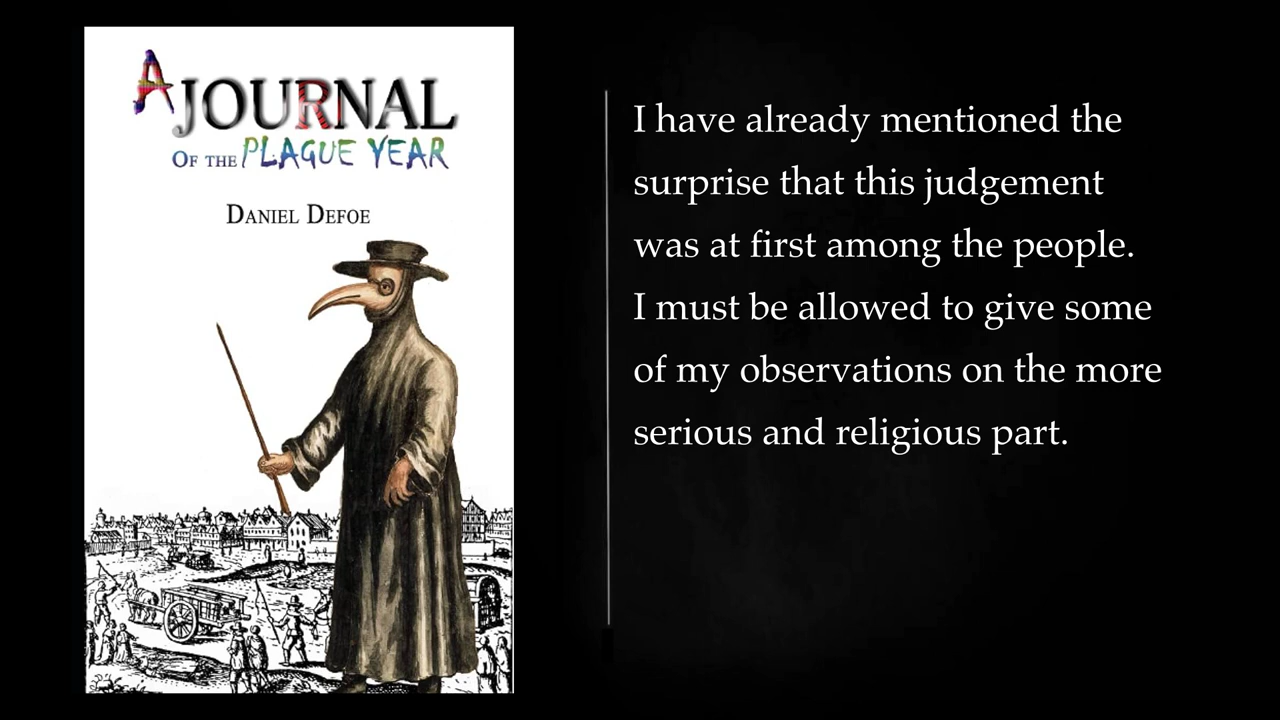 A JOURNAL
OF THE PLAGUE YEAR
DANIEL DEFOE
I have already mentioned the
surprise that this judgement
was at first among the people.
I must be allowed to give some
of my observations on the more
serious and religious part.